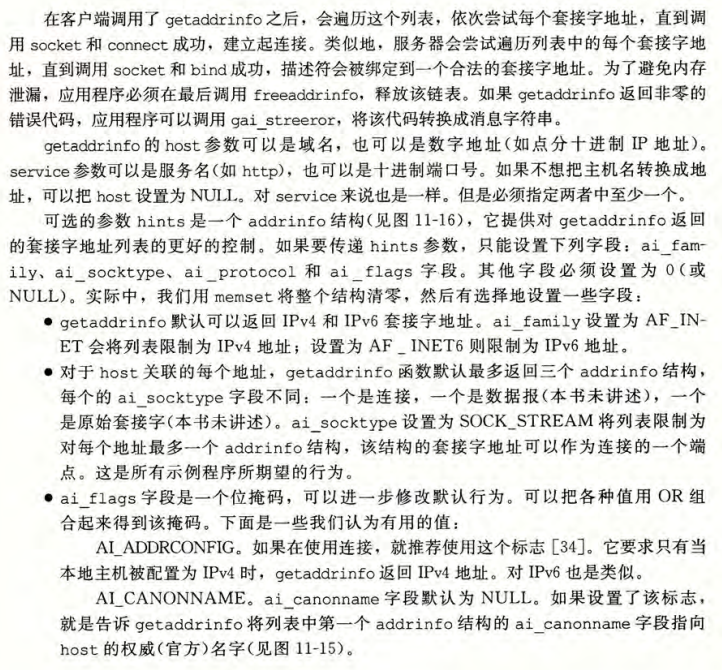 在客户端调用了 getaddrinfo 之后，会遍历这个列表，依次尝试每个套接字地址，直到调
用 socket 和 connect 成功，建立起连接。类似地，服务器会尝试遍历列表中的每个套接字地
址，直到调用 socket 和 bind 成功，描述符会被绑定到一个合法的套接字地址。为了避免内存
泄漏，应用程序必须在最后调用 freeaddrinfo，释放该链表。如果 getaddrinfo 返回非零的
错误代码，应用程序可以调用 gai_streeror，将该代码转换成消息字符串。
getaddrinfo 的 host 参数可以是域名，也可以是数字地址(如点分十进制 IP 地址)。
service 参数可以是服务名(如 http)，也可以是十进制端口号。如果不想把主机名转换成地
址，可以把 host 设置为 NULL。对 service 来说也是一样。但是必须指定两者中至少一个。
可选的参数 hints 是一个 addrinfo 结构(见图 11-16)，它提供对 getaddrinfo 返回
的套接字地址列表的更好的控制。如果要传递 hints 参数，只能设置下列字段：ai_fam-
ily、ai_socktype、ai_protocol 和 ai_flags 字段。其他字段必须设置为 0(或
NULL)。实际中，我们用 memset 将整个结构清零，然后有选择地设置一些字段：
● getaddrinfo 默认可以返回 IPv4 和 IPv6 套接字地址。ai_family 设置为 AF_IN-
ET 会将列表限制为 IPv4 地址；设置为 AF_INET6 则限制为 IPv6 地址。
● 对于 host 关联的每个地址，getaddrinfo 函数默认最多返回三个 addrinfo 结构，
每个的 ai_socktype 字段不同：一个是连接，一个是数据报(本书未讲述)，一个
是原始套接字(本书未讲述)。ai_socktype 设置为 SOCK_STREAM 将列表限制为
对每个地址最多一个 addrinfo 结构，该结构的套接字地址可以作为连接的一个端
点。这是所有示例程序所期望的行为。
● ai_flags 字段是一个位掩码，可以进一步修改默认行为。可以把各种值用 OR 组
合起来得到该掩码。下面是一些我们认为有用的值：
AI_ADDRCONFIG。如果在使用连接，就推荐使用这个标志［34］。它要求只有当
本地主机被配置为 IPv4 时，getaddrinfo 返回 IPv4 地址。对 IPv6 也是类似。
AI_CANONNAME。ai_canonname 字段默认为 NULL。如果设置了该标志，
就是告诉 getaddrinfo 将列表中第一个 addrinfo 结构的 ai_canonname 字段指向
host 的权威(官方)名字(见图 11-15)。